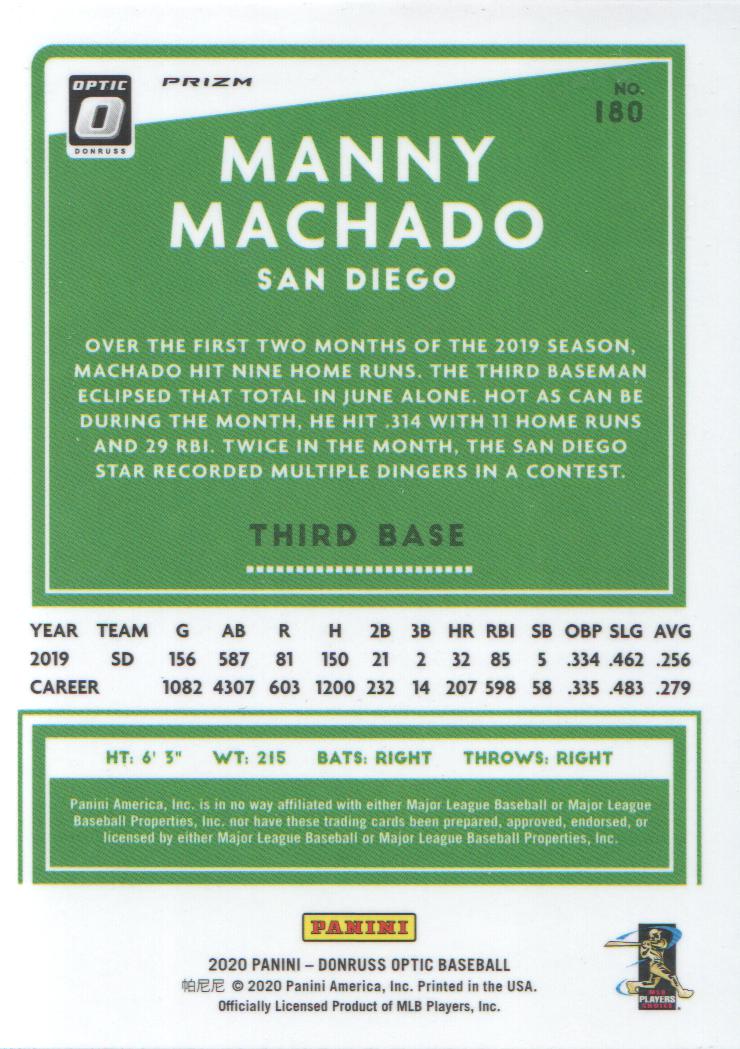 OPTIC
O
DONRUSS
PRIZM
NO.
180
MANNY
MACHADO
SAN DIEGO
OVER THE FIRST TWO MONTHS OF THE 2019 SEASON,
MACHADO HIT NINE HOME RUNS. THE THIRD BASEMAN
ECLIPSED THAT TOTAL IN JUNE ALONE. HOT AS CAN BE
DURING THE MONTH, HE HIT .314 WITH 11 HOME RUNS
AND 29 RBI. TWICE IN THE MONTH, THE SAN DIEGO
STAR RECORDED MULTIPLE DINGERS IN A CONTEST.
THIRD BASE
YEAR TEAM G AB R H 2B 3B HR RBI SB OBP SLG AVG
2019 SD 156 587 81 150 21 2 32 85 5 .334 .462 .256
CAREER 1082 4307 603 1200 232 14 207 598 58 .335 .483 .279
HT: 6' 3" WT: 215 BATS: RIGHT THROWS: RIGHT
Panini America, Inc. is in no way affiliated with either Major League Baseball or Major League
Baseball Properties, Inc. nor have these trading cards been prepared, approved, endorsed, or
licensed by either Major League Baseball or Major League Baseball Properties, Inc.
PANINI
2020 PANINI – DONRUSS OPTIC BASEBALL
帕尼尼 © 2020 Panini America, Inc. Printed in the USA.
Officially Licensed Product of MLB Players, Inc.
MLB
PLAYERS
CHOICE